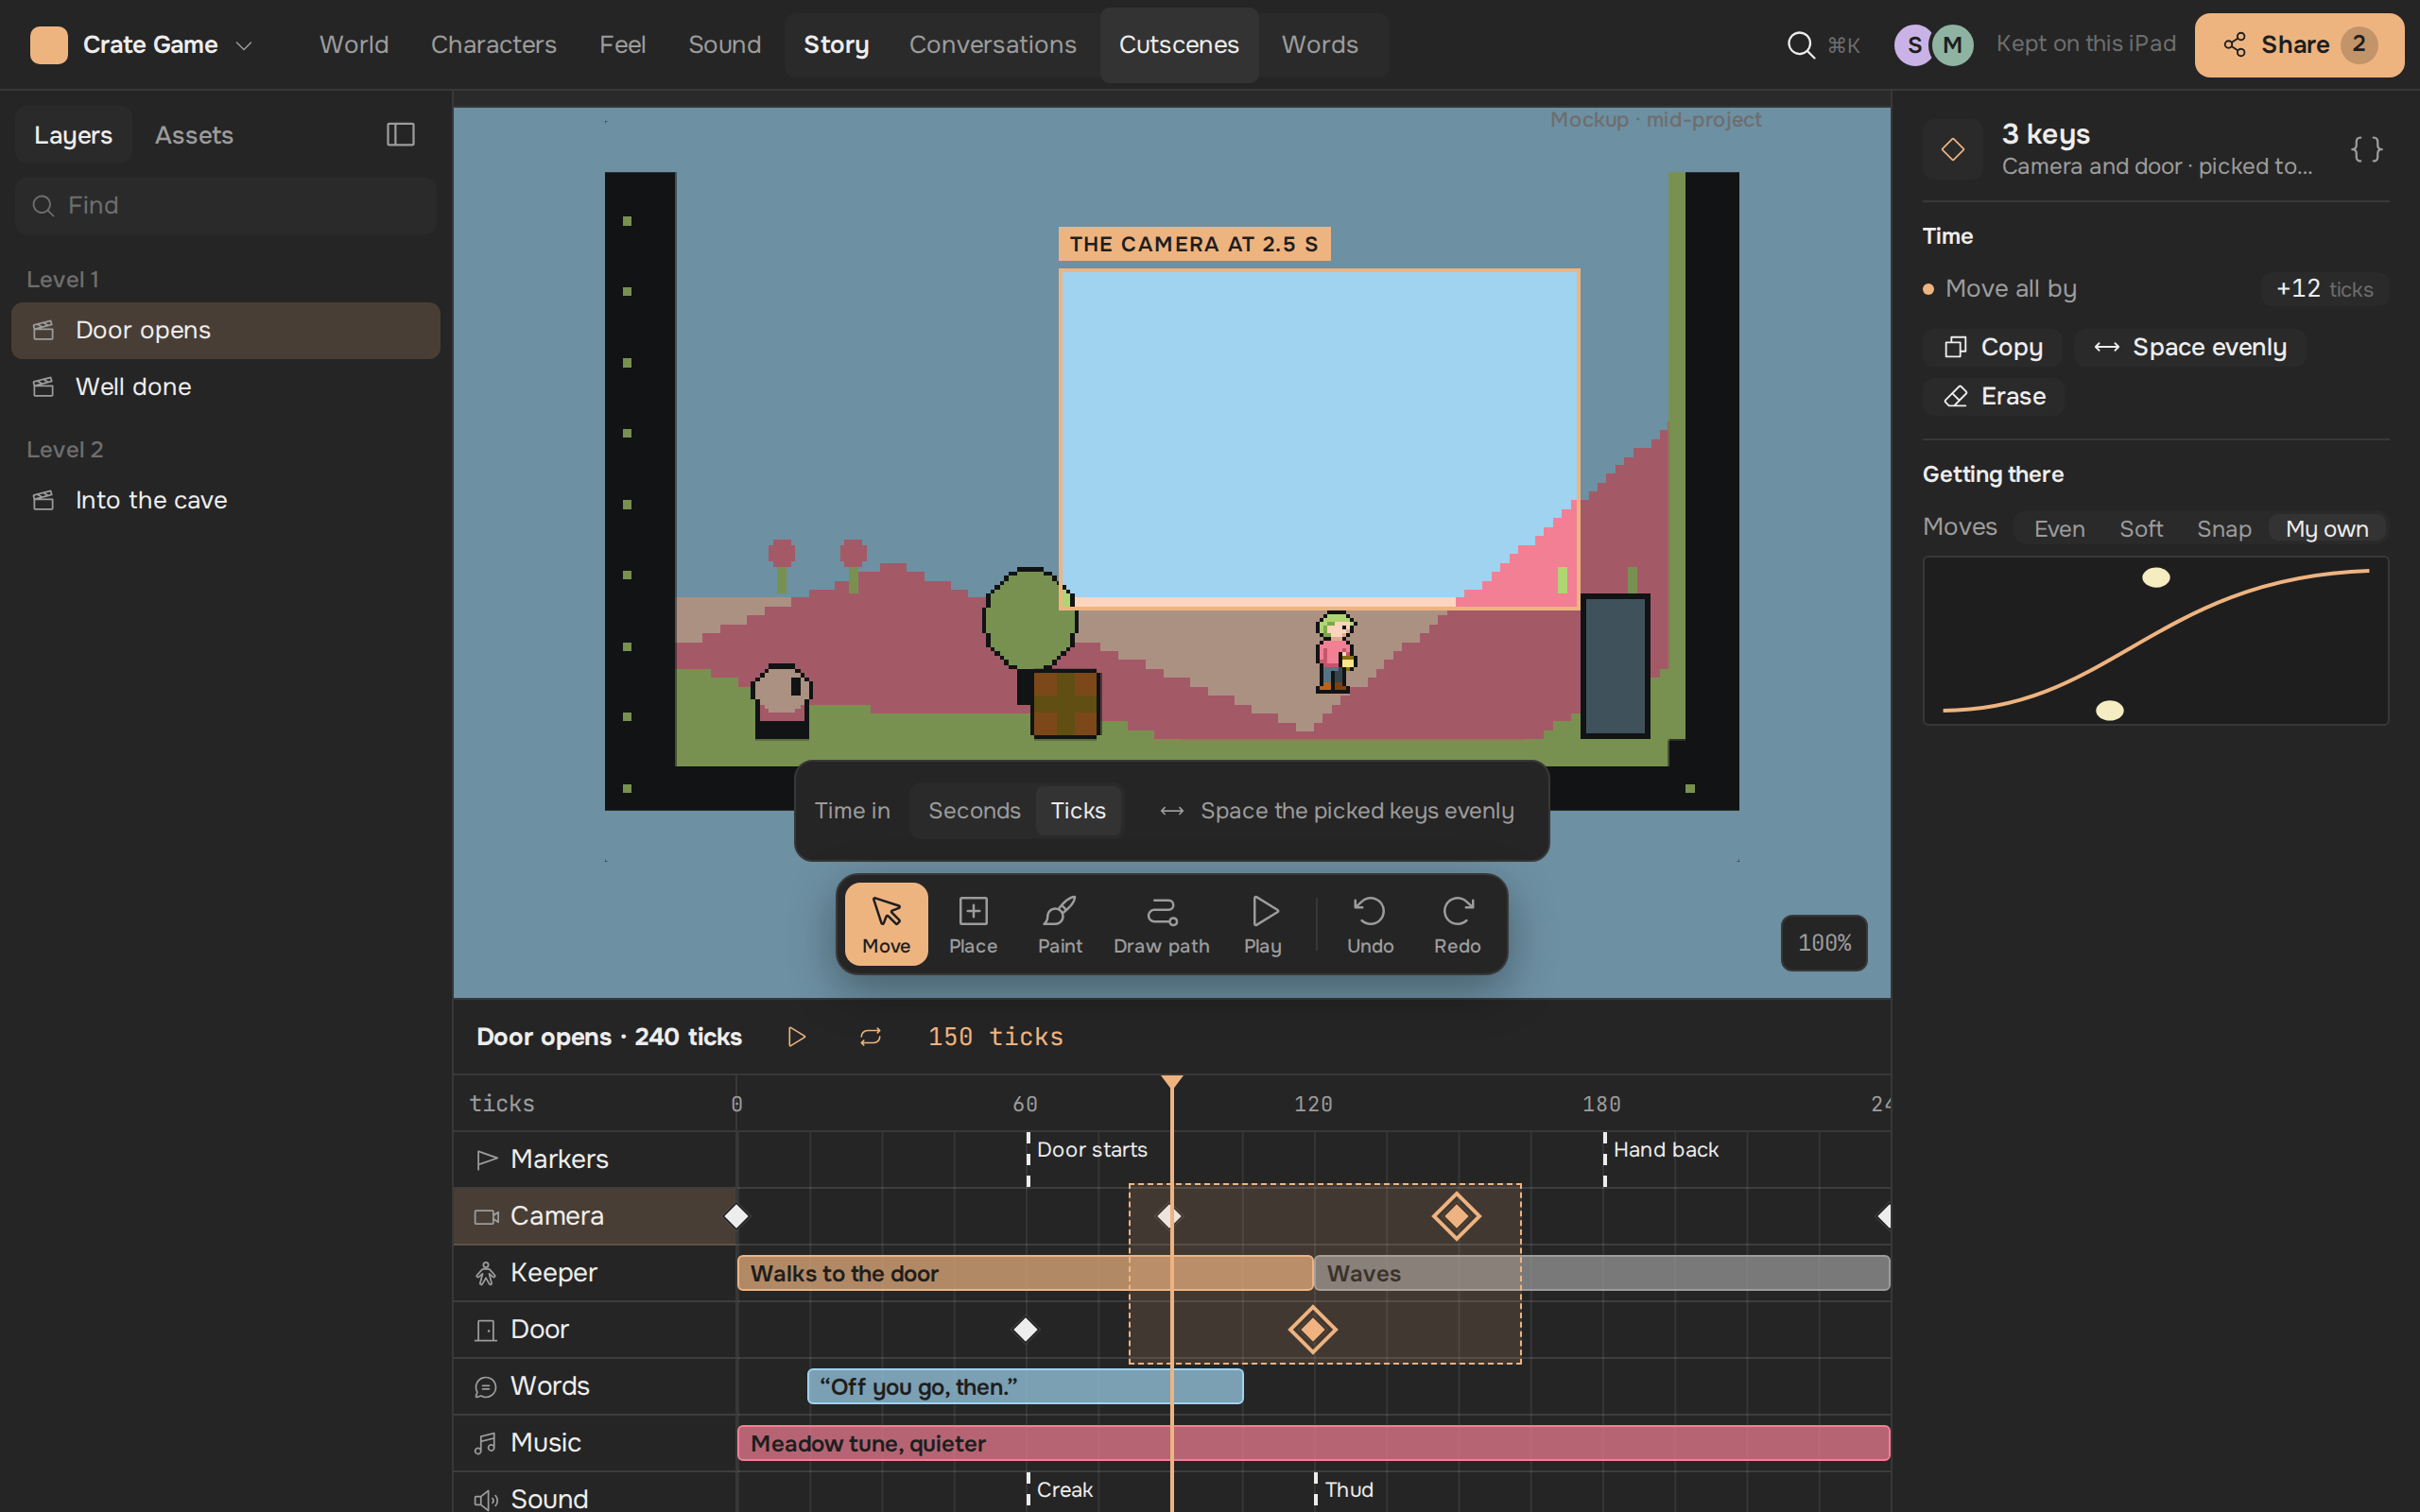 Crate Game
World
Characters
Feel
Sound
Story
Conversations
Cutscenes
Words
⌘K
S
M
Kept on this iPad
Share 2
Layers
Assets
Find
Level 1
Door opens
Well done
Level 2
Into the cave
Mockup · mid-project
THE CAMERA AT 2.5 S
Time in
Seconds
Ticks
Space the picked keys evenly
Move
Place
Paint
Draw path
Play
Undo
Redo
100%
3 keys
Camera and door · picked to...
{ }
Time
Move all by
+12 ticks
Copy
Space evenly
Erase
Getting there
Moves
Even
Soft
Snap
My own
Door opens · 240 ticks
150 ticks
ticks
0
60
120
180
24
Markers
Door starts
Hand back
Camera
Keeper
Walks to the door
Waves
Door
Words
“Off you go, then.”
Music
Meadow tune, quieter
Sound
Creak
Thud